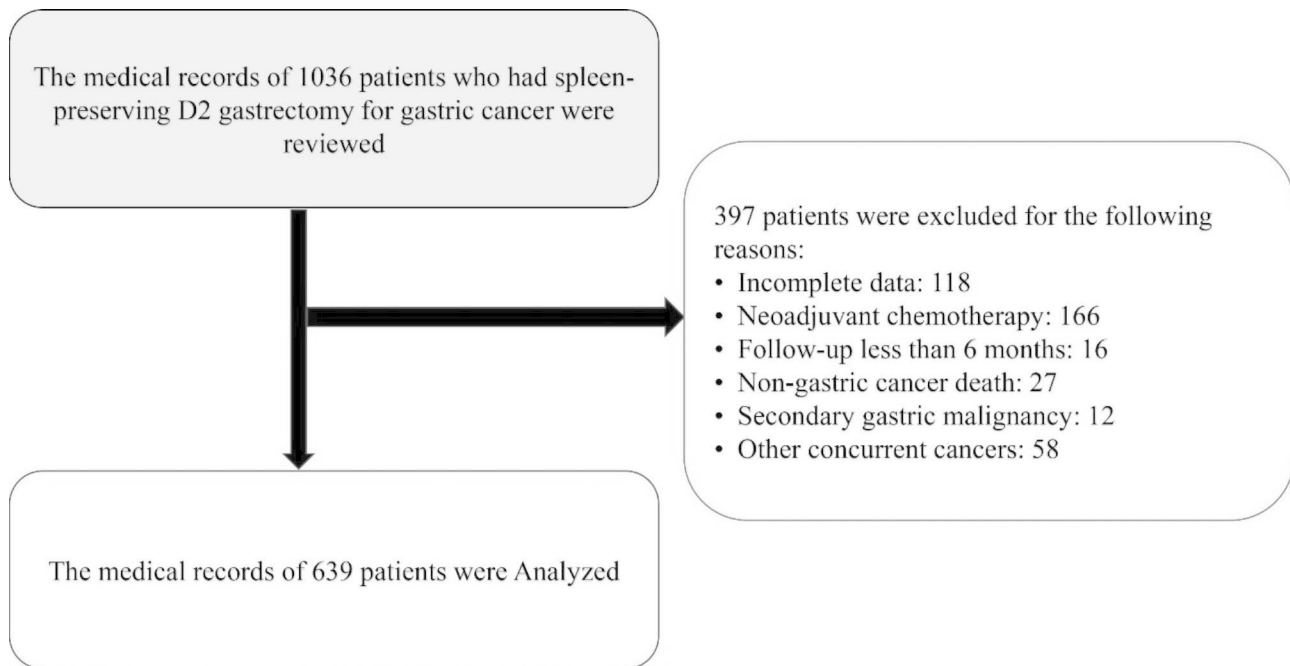 The medical records of 1036 patients who had spleen-
preserving D2 gastrectomy for gastric cancer were
reviewed
397 patients were excluded for the following
reasons:
• Incomplete data: 118
• Neoadjuvant chemotherapy: 166
• Follow-up less than 6 months: 16
• Non-gastric cancer death: 27
• Secondary gastric malignancy: 12
• Other concurrent cancers: 58
The medical records of 639 patients were Analyzed